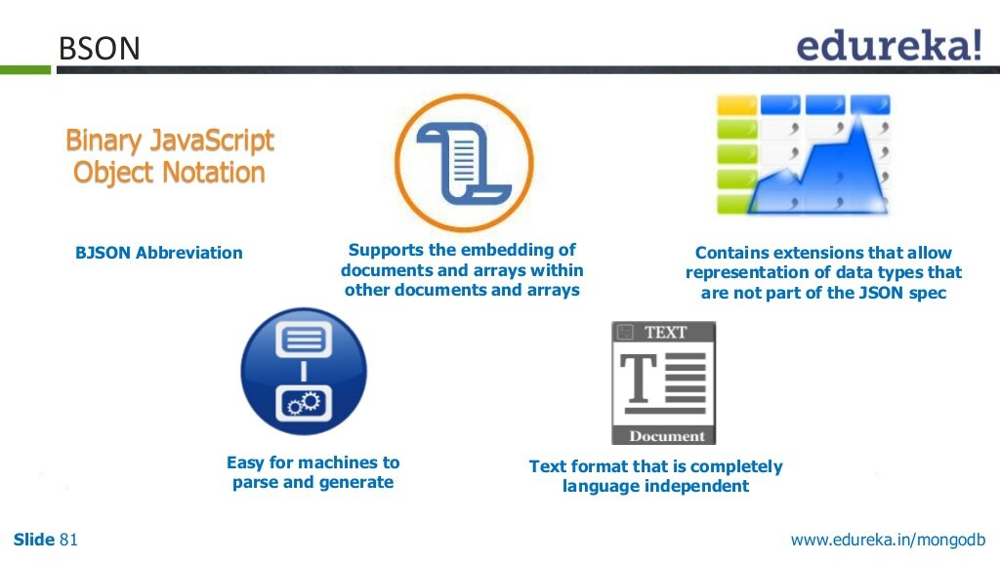 BSON
edureka!
Binary JavaScript
Object Notation
BJSON Abbreviation
Supports the embedding of
documents and arrays within
other documents and arrays
Contains extensions that allow
representation of data types that
are not part of the JSON spec
TEXT
T
Document
Easy for machines to
parse and generate
Text format that is completely
language independent
Slide 81
www.edureka.in/mongodb